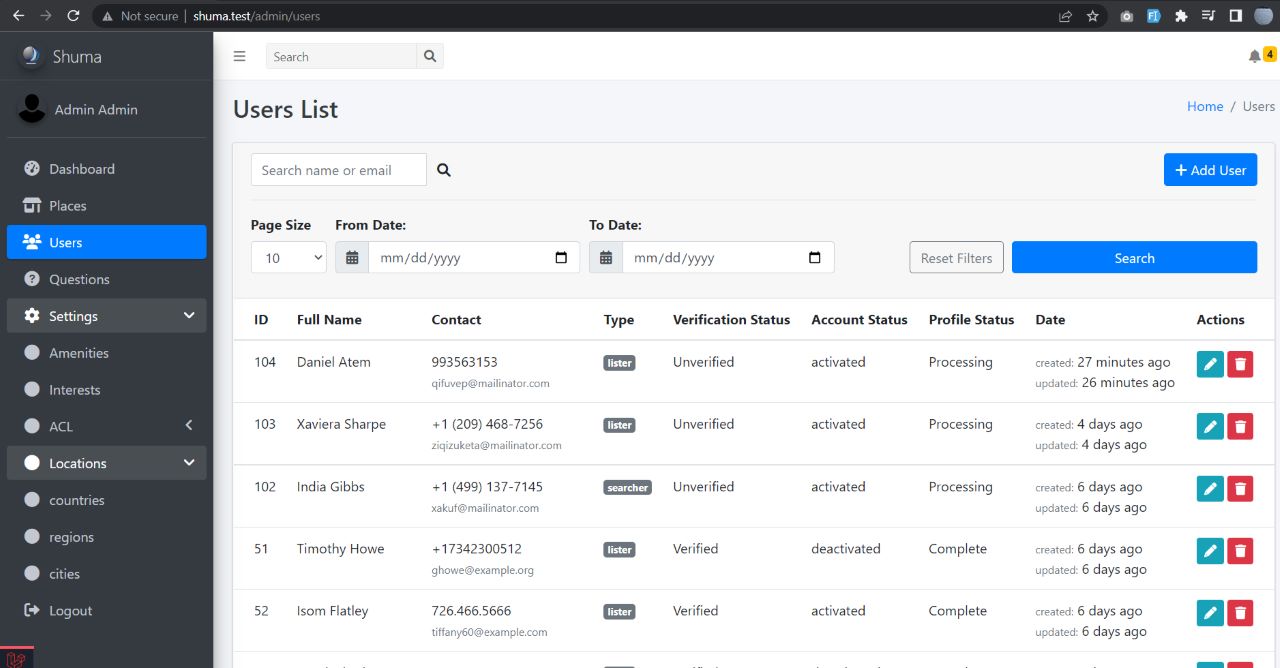 Not secure | shuma.test/admin/users
Shuma
Search
4
Admin Admin
Users List
Home / Users
Dashboard
Places
Users
Questions
Settings
Amenities
Interests
ACL
Locations
countries
regions
cities
Logout
Search name or email
Add User
Page Size From Date: To Date:
10 mm/dd/yyyy mm/dd/yyyy Reset Filters Search
ID Full Name Contact Type Verification Status Account Status Profile Status Date Actions
104 Daniel Atem 993563153 lister Unverified activated Processing created: 27 minutes ago
qifuvep@mailinator.com updated: 26 minutes ago
103 Xaviera Sharpe +1 (209) 468-7256 lister Unverified activated Processing created: 4 days ago
ziqizuketa@mailinator.com updated: 4 days ago
102 India Gibbs +1 (499) 137-7145 searcher Unverified activated Processing created: 6 days ago
xakuf@mailinator.com updated: 6 days ago
51 Timothy Howe +17342300512 lister Verified deactivated Complete created: 6 days ago
ghowe@example.org updated: 6 days ago
52 Isom Flatley 726.466.5666 lister Verified activated Complete created: 6 days ago
tiffany60@example.com updated: 6 days ago